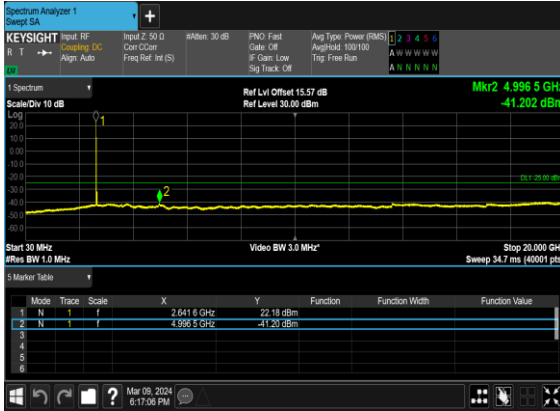 Spectrum Analyzer 1
Swept SA
+
KEYSIGHT Input: RF Input Z: 50 Ω #Atten: 30 dB PNO: Fast Avg Type: Power (RMS) 1 2 3 4 5 6
R T Coupling: DC Corr CCorr Gate: Off Avg|Hold: 100/100 A W W W W W
Align: Auto Freq Ref: Int (S) IF Gain: Low Trig: Free Run
Sig Track: Off A N N N N N
1 Spectrum Ref Lvl Offset 15.57 dB Mkr2 4.996 5 GHz
Scale/Div 10 dB Ref Level 30.00 dBm -41.202 dBm
Log
20.0
10.0
0.00
-10.0
-20.0
-30.0
-40.0
-50.0
-60.0
1
2
DL1 -25.00 dBm
Start 30 MHz Video BW 3.0 MHz* Stop 20.000 GH
#Res BW 1.0 MHz Sweep 34.7 ms (40001 pts
5 Marker Table
Mode Trace Scale X Y Function Function Width Function Value
1 N 1 f 2.641 6 GHz 22.18 dBm
2 N 1 f 4.996 5 GHz -41.20 dBm
3
4
5
6
? Mar 09, 2024
6:17:06 PM